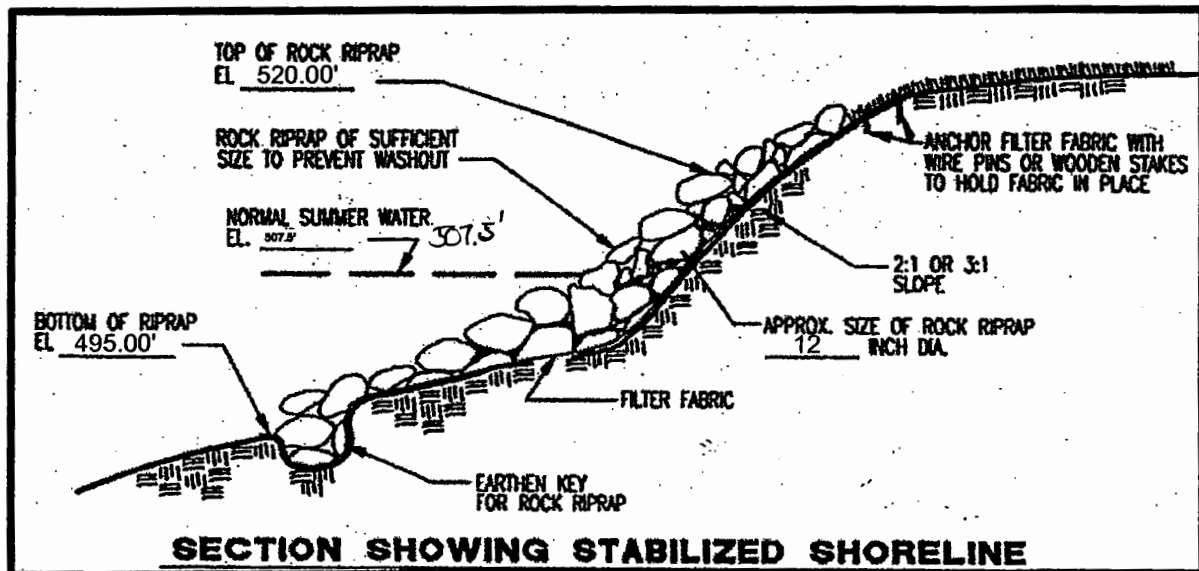 TOP OF ROCK RIPRAP
EL 520.00'
ROCK RIPRAP OF SUFFICIENT
SIZE TO PREVENT WASHOUT
NORMAL SUMMER WATER
EL. 507.5' 507.5'
BOTTOM OF RIPRAP
EL 495.00'
ANCHOR FILTER FABRIC WITH
WIRE PINS OR WOODEN STAKES
TO HOLD FABRIC IN PLACE
2:1 OR 3:1
SLOPE
APPROX. SIZE OF ROCK RIPRAP
12 INCH DIA.
FILTER FABRIC
EARTHEN KEY
FOR ROCK RIPRAP
SECTION SHOWING STABILIZED SHORELINE